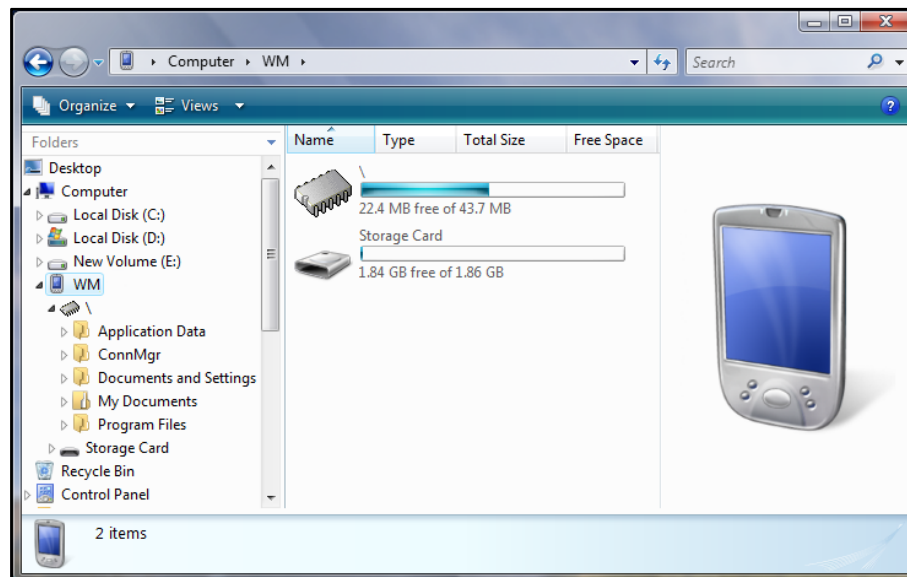 Computer WM
Search
Organize Views
?
Folders
Desktop
Computer
Local Disk (C:)
Local Disk (D:)
New Volume (E:)
WM
\
Application Data
ConnMgr
Documents and Settings
My Documents
Program Files
Storage Card
Recycle Bin
Control Panel
Name Type Total Size Free Space
\
22.4 MB free of 43.7 MB
Storage Card
1.84 GB free of 1.86 GB
2 items